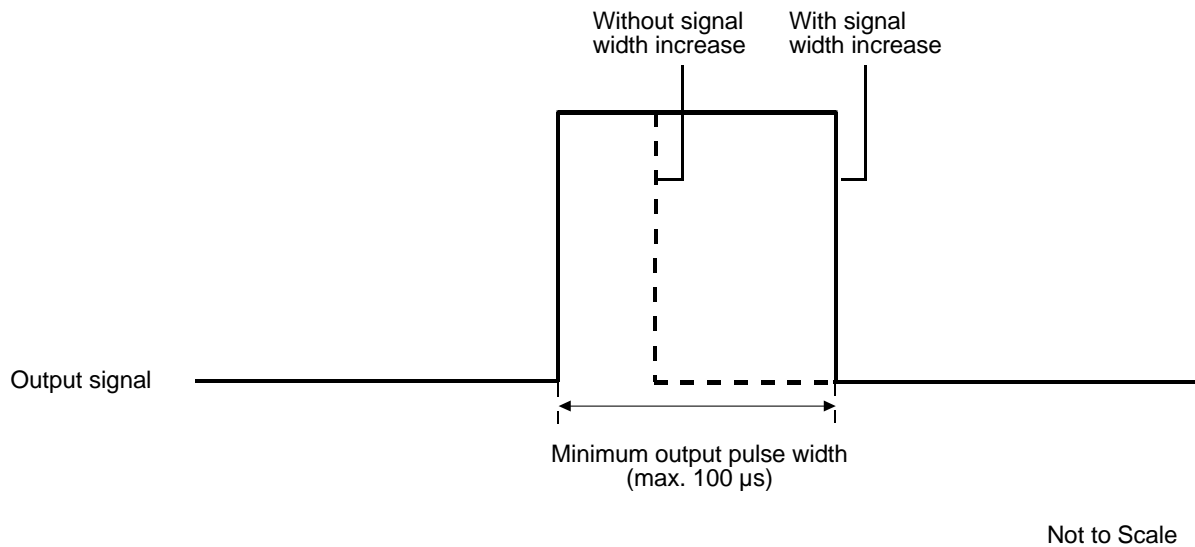 Without signal
width increase
With signal
width increase
Output signal
Minimum output pulse width
(max. 100 µs)
Not to Scale